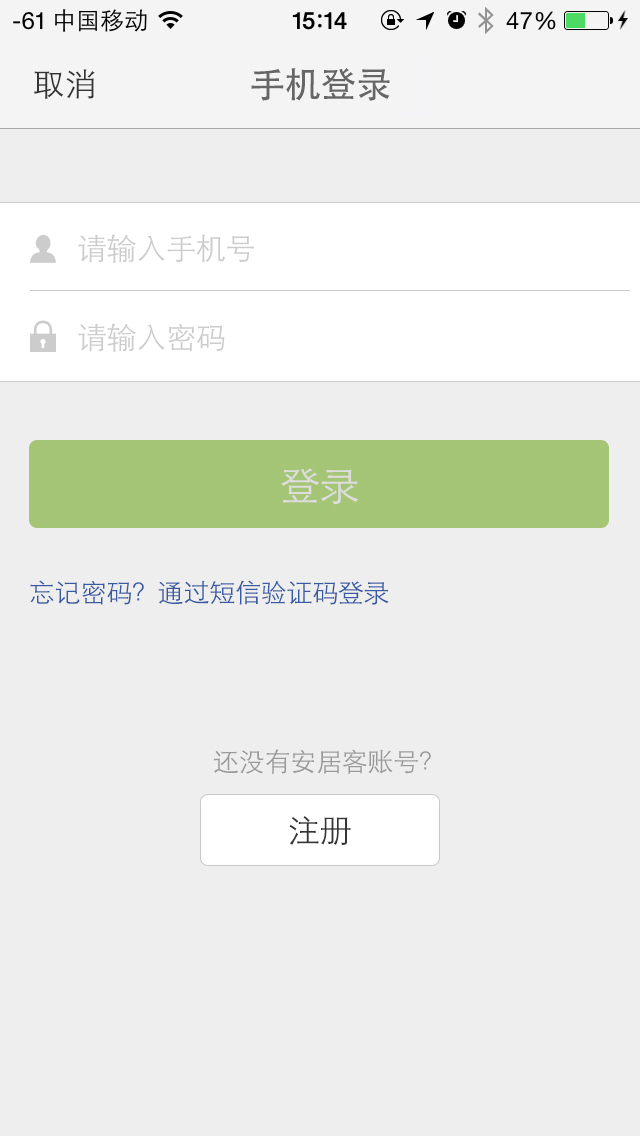 -61 中国移动 15:14 47%
取消 手机登录
请输入手机号
请输入密码
登录
忘记密码？通过短信验证码登录
还没有安居客账号？
注册